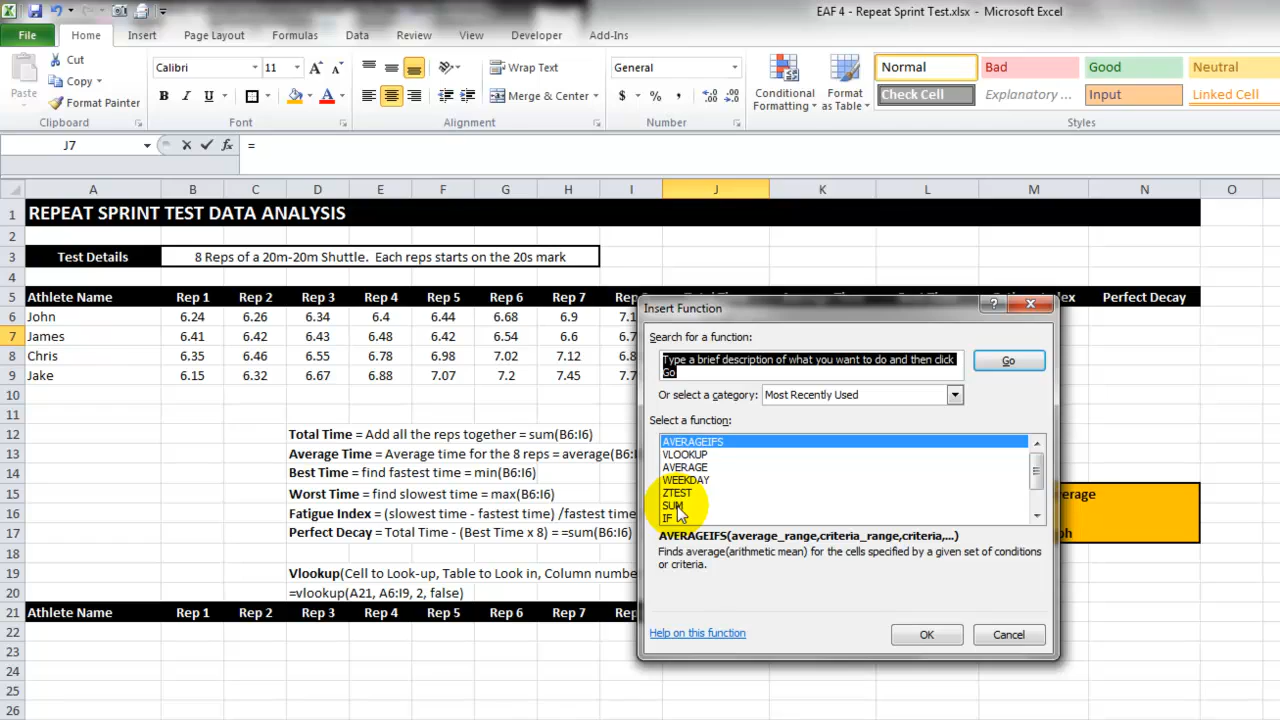 EAF 4 - Repeat Sprint Test.xlsx - Microsoft Excel
File Home Insert Page Layout Formulas Data Review View Developer Add-Ins
Cut Calibri 11 A A Wrap Text General Normal Bad Good Neutral
Copy
Paste Format Painter B I U A Merge & Center $ % , Conditional Formatting Format as Table Check Cell Explanatory ... Input Linked Cell
Clipboard Font Alignment Number Styles
J7 fx =
A B C D E F G H I J K L M N O
1 REPEAT SPRINT TEST DATA ANALYSIS
2
3 Test Details 8 Reps of a 20m-20m Shuttle. Each reps starts on the 20s mark
4
5 Athlete Name Rep 1 Rep 2 Rep 3 Rep 4 Rep 5 Rep 6 Rep 7 Perfect Decay
6 John 6.24 6.26 6.34 6.4 6.44 6.68 6.9 7.1
7 James 6.41 6.42 6.43 6.48 6.42 6.54 6.6
8 Chris 6.35 6.46 6.55 6.78 6.98 7.02 7.12 6.8
9 Jake 6.15 6.32 6.67 6.88 7.07 7.2 7.45 7.7
10
11
12 Total Time = Add all the reps together = sum(B6:I6)
13 Average Time = Average time for the 8 reps = average(B6:I6
14 Best Time = find fastest time = min(B6:I6)
15 Worst Time = find slowest time = max(B6:I6)
16 Fatigue Index = (slowest time - fastest time) /fastest time
17 Perfect Decay = Total Time - (Best Time x 8) = =sum(B6:I6)
18
19 Vlookup(Cell to Look-up, Table to Look in, Column number
20 =vlookup(A21, A6:I9, 2, false)
21 Athlete Name Rep 1 Rep 2 Rep 3 Rep 4 Rep 5 Rep 6 Rep 7
22
23
24
25
26
Insert Function
Search for a function:
Type a brief description of what you want to do and then click
Go
Go
Or select a category: Most Recently Used
Select a function:
AVERAGEIFS
VLOOKUP
AVERAGE
WEEKDAY
ZTEST
SUM
IF
AVERAGEIFS(average_range,criteria_range,criteria,...)
Finds average(arithmetic mean) for the cells specified by a given set of conditions
or criteria.
Help on this function OK Cancel